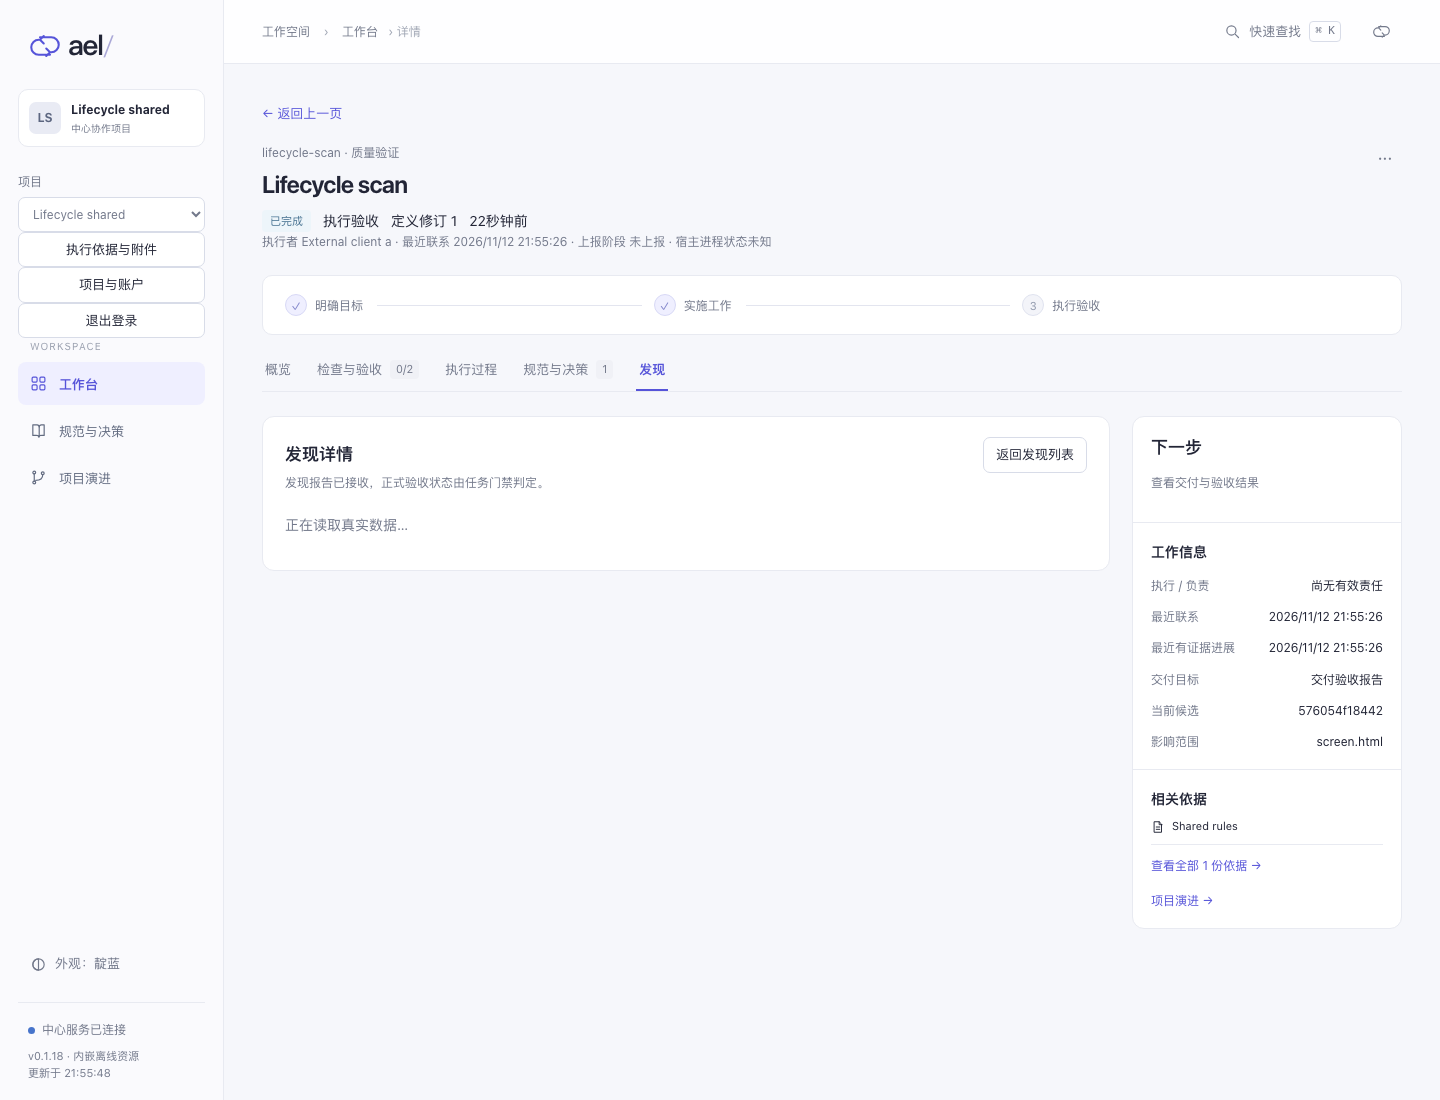 ael/
LS
Lifecycle shared
中心协作项目
项目
Lifecycle shared
执行依据与附件
项目与账户
退出登录
WORKSPACE
工作台
规范与决策
项目演进
外观：靛蓝
中心服务已连接
v0.1.18 · 内嵌离线资源
更新于 21:55:48
工作空间 › 工作台 › 详情
快速查找 ⌘ K
← 返回上一页
lifecycle-scan · 质量验证
...
Lifecycle scan
已完成 执行验收 定义修订 1 22秒钟前
执行者 External client a · 最近联系 2026/11/12 21:55:26 · 上报阶段 未上报 · 宿主进程状态未知
✓ 明确目标 ✓ 实施工作 3 执行验收
概览 检查与验收 0/2 执行过程 规范与决策 1 发现
发现详情
返回发现列表
发现报告已接收，正式验收状态由任务门禁判定。
正在读取真实数据...
下一步
查看交付与验收结果
工作信息
执行 / 负责 尚无有效责任
最近联系 2026/11/12 21:55:26
最近有证据进展 2026/11/12 21:55:26
交付目标 交付验收报告
当前候选 576054f18442
影响范围 screen.html
相关依据
Shared rules
查看全部 1 份依据 →
项目演进 →